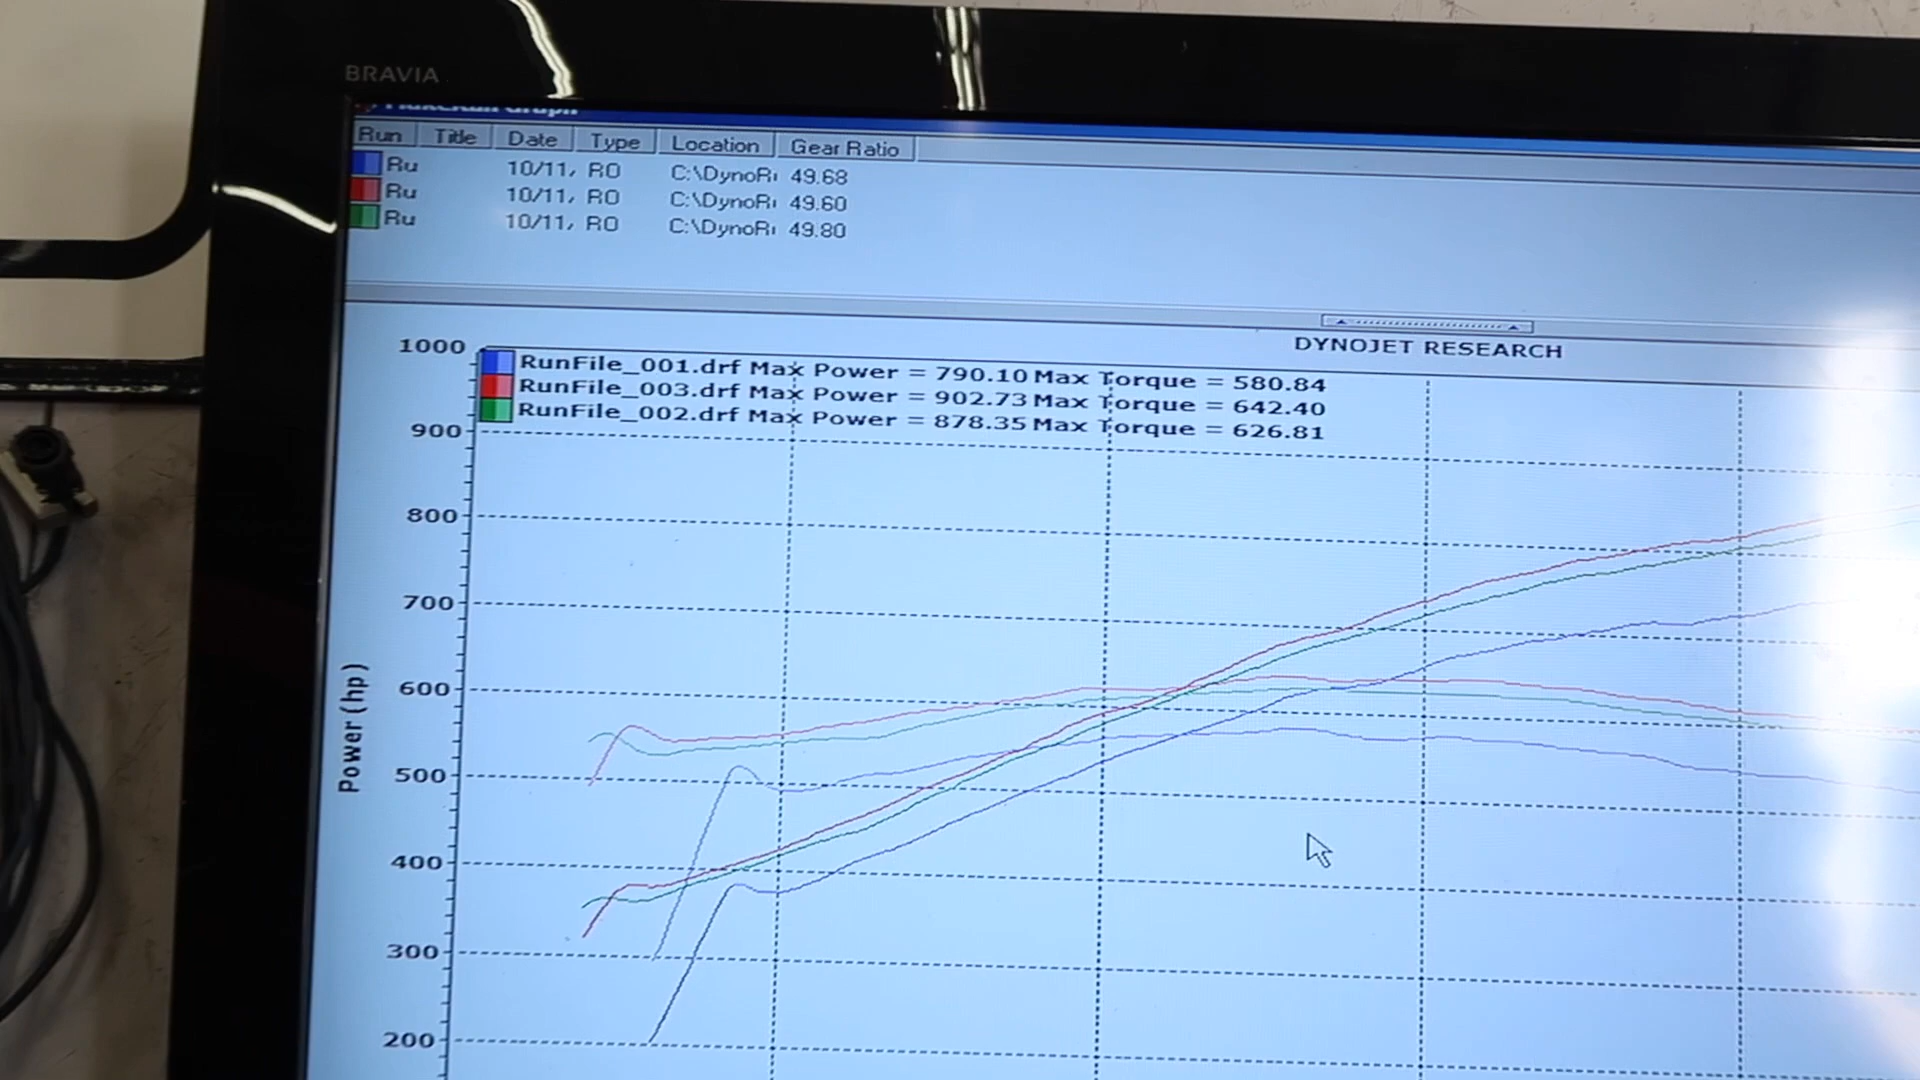 BRAVIA
Run Title Date Type Location Gear Ratio
Ru 10/11, RO C:\DynoRi 49.68
Ru 10/11, RO C:\DynoRi 49.60
Ru 10/11, RO C:\DynoRi 49.80
DYNOJET RESEARCH
RunFile_001.drf Max Power = 790.10 Max Torque = 580.84
RunFile_003.drf Max Power = 902.73 Max Torque = 642.40
RunFile_002.drf Max Power = 878.35 Max Torque = 626.81
1000
900
800
700
600
500
400
300
200
Power (hp)